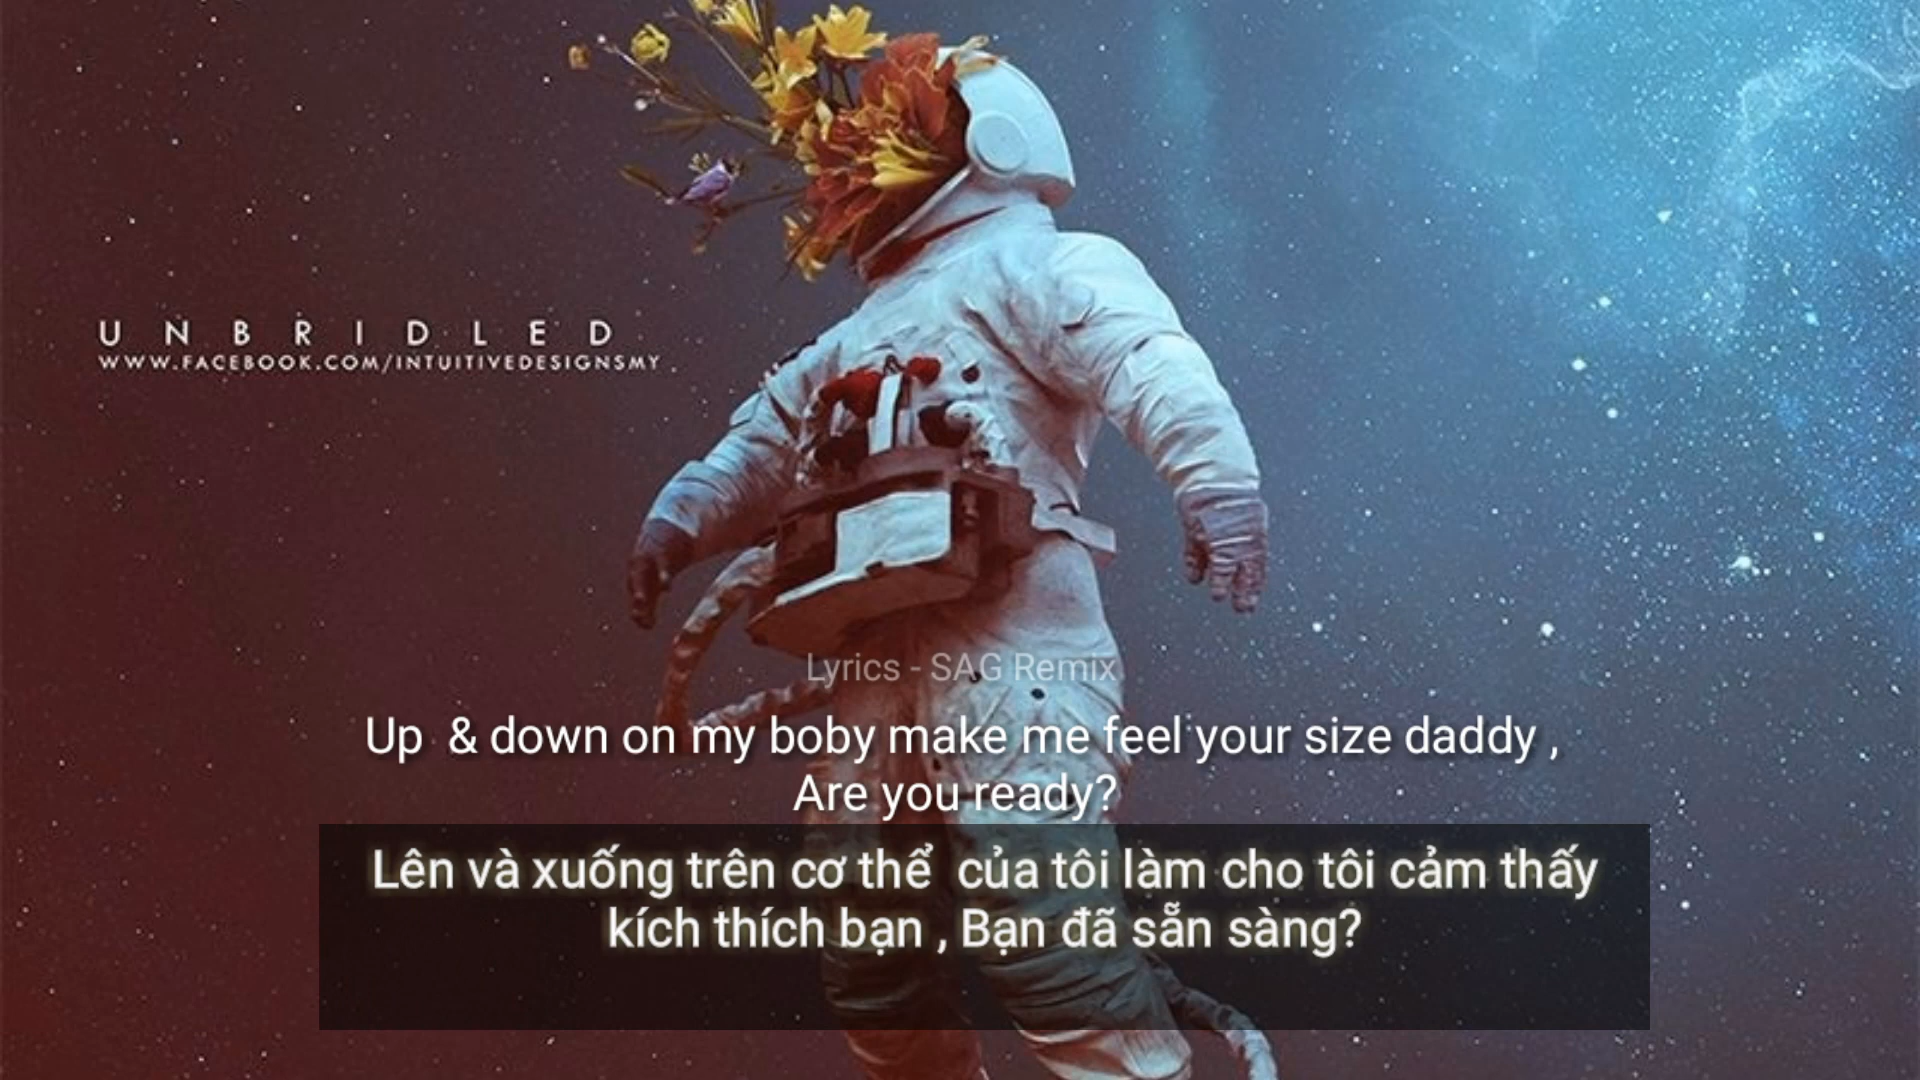 UNBRIDLED
WWW.FACEBOOK.COM/INTUITIVEDESIGNSMY
Lyrics - SAG Remix
Up & down on my boby make me feel your size daddy ,
Are you ready?
Lên và xuống trên cơ thể của tôi làm cho tôi cảm thấy
kích thích bạn , Bạn đã sẵn sàng?